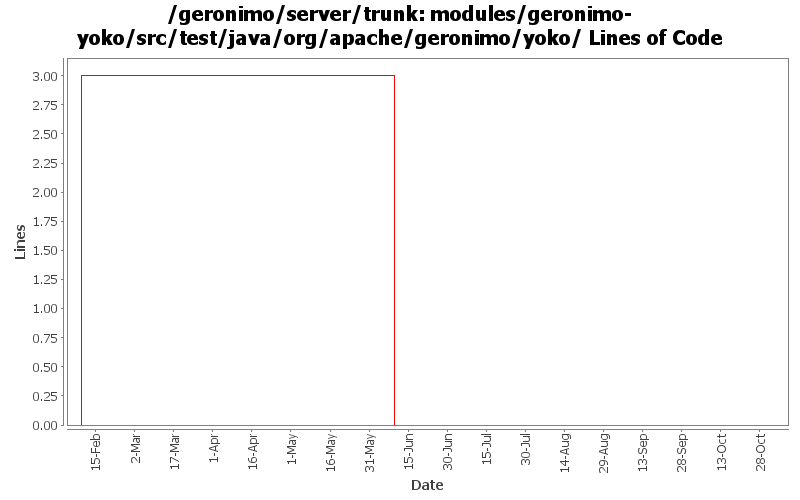 /geronimo/server/trunk: modules/geronimo-
yoko/src/test/java/org/apache/geronimo/yoko/ Lines of Code
3.00
2.75
2.50
2.25
2.00
1.75
1.50
1.25
1.00
0.75
0.50
0.25
0.00
Lines
15-Feb
2-Mar
17-Mar
1-Apr
16-Apr
1-May
16-May
31-May
15-Jun
30-Jun
15-Jul
30-Jul
14-Aug
29-Aug
13-Sep
28-Sep
13-Oct
28-Oct
Date